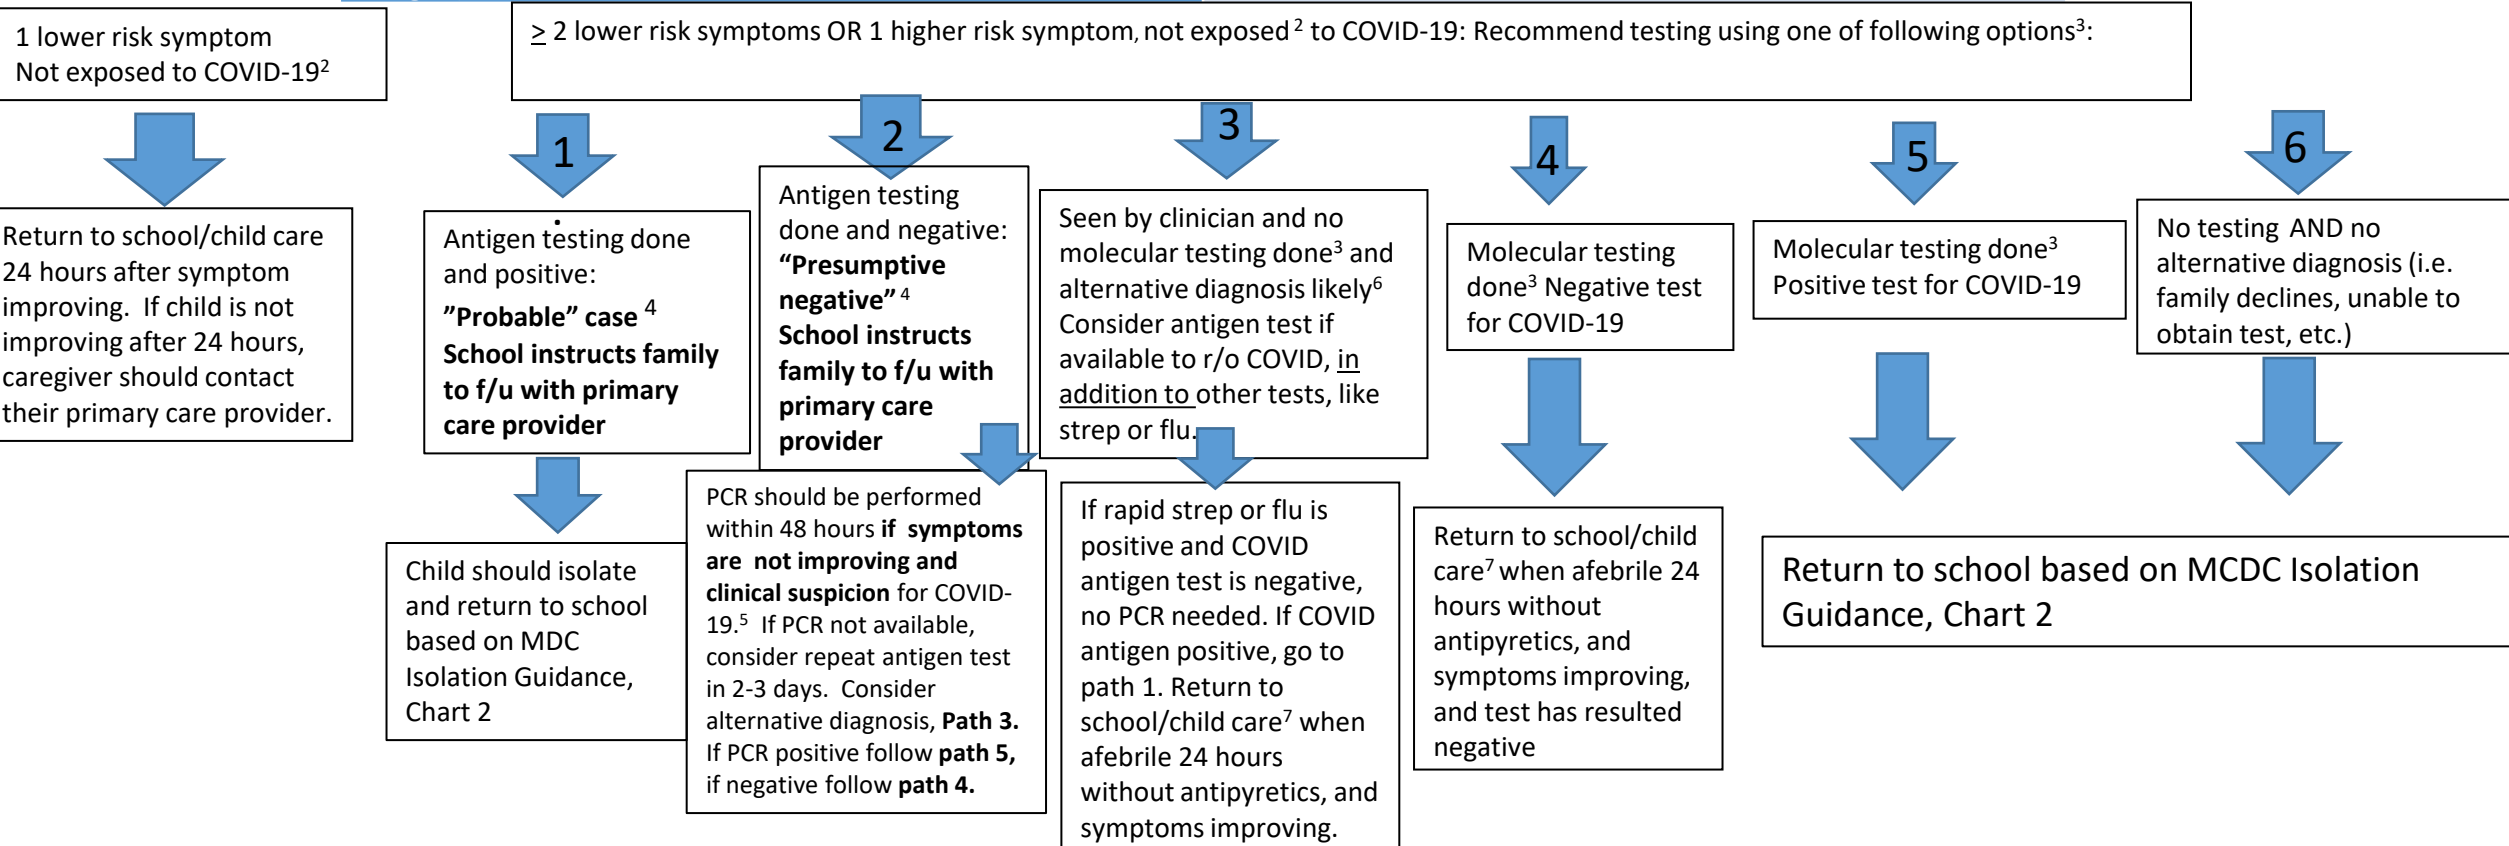 1 lower risk symptom
Not exposed to COVID-19²
≥ 2 lower risk symptoms OR 1 higher risk symptom, not exposed ² to COVID-19: Recommend testing using one of following options³:
Return to school/child care
24 hours after symptom
improving. If child is not
improving after 24 hours,
caregiver should contact
their primary care provider.
1
Antigen testing done
and positive:
”Probable” case ⁴
School instructs family
to f/u with primary
care provider
Child should isolate
and return to school
based on MDC
Isolation Guidance,
Chart 2
2
Antigen testing
done and negative:
“Presumptive
negative” ⁴
School instructs
family to f/u with
primary care
provider
PCR should be performed
within 48 hours if symptoms
are not improving and
clinical suspicion for COVID-
19.⁵ If PCR not available,
consider repeat antigen test
in 2-3 days. Consider
alternative diagnosis, Path 3.
If PCR positive follow path 5,
if negative follow path 4.
3
Seen by clinician and no
molecular testing done³ and
alternative diagnosis likely⁶
Consider antigen test if
available to r/o COVID, in
addition to other tests, like
strep or flu.
If rapid strep or flu is
positive and COVID
antigen test is negative,
no PCR needed. If COVID
antigen positive, go to
path 1. Return to
school/child care⁷ when
afebrile 24 hours
without antipyretics, and
symptoms improving.
4
Molecular testing
done³ Negative test
for COVID-19
Return to school/child
care⁷ when afebrile 24
hours without
antipyretics, and
symptoms improving,
and test has resulted
negative
5
Molecular testing done³
Positive test for COVID-19
6
No testing AND no
alternative diagnosis (i.e.
family declines, unable to
obtain test, etc.)
Return to school based on MCDC Isolation
Guidance, Chart 2